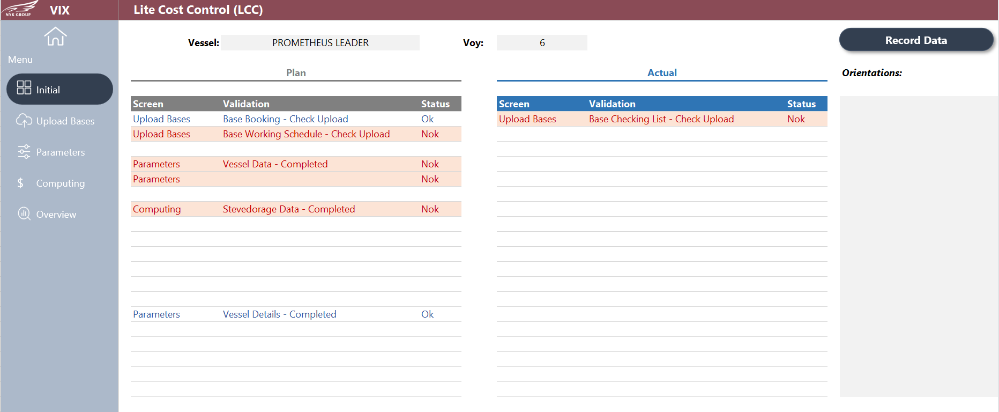 NYK GROUP
VIX
Lite Cost Control (LCC)
Menu
Initial
Upload Bases
Parameters
$ Computing
Overview
Vessel: PROMETHEUS LEADER Voy: 6
Record Data
Plan
Screen Validation Status
Upload Bases Base Booking - Check Upload Ok
Upload Bases Base Working Schedule - Check Upload Nok
Parameters Vessel Data - Completed Nok
Parameters Nok
Computing Stevedorage Data - Completed Nok
Parameters Vessel Details - Completed Ok
Actual
Screen Validation Status
Upload Bases Base Checking List - Check Upload Nok
Orientations: